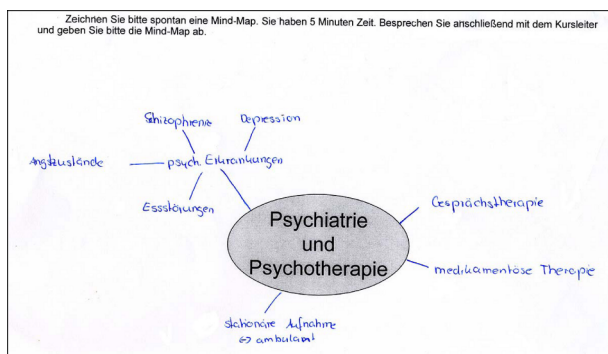 Zeichnen Sie bitte spontan eine Mind-Map. Sie haben 5 Minuten Zeit. Besprechen Sie anschließend mit dem Kursleiter
und geben Sie bitte die Mind-Map ab.
Schizophrenie
Depression
Angstzustände
psych. Erkrankungen
Essstörungen
Psychiatrie
und
Psychotherapie
Gesprächstherapie
medikamentöse Therapie
stationäre Aufnahme
↔ ambulant